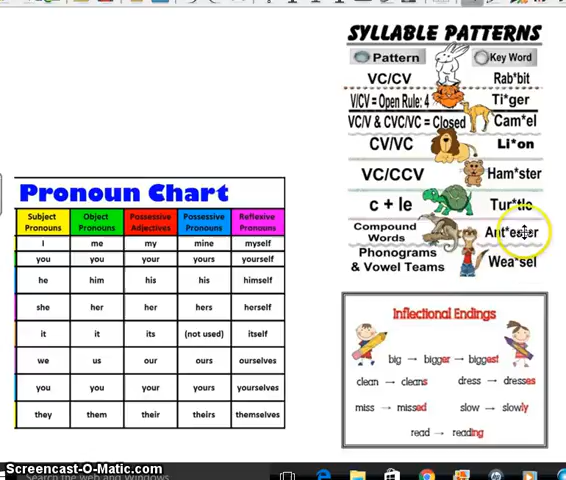 SYLLABLE PATTERNS
Pattern Key Word
VC/CV Rab*bit
V/CV = Open Rule: 4 Ti*ger
VC/V & CVC/VC = Closed Cam*el
CV/VC Li*on
VC/CCV Ham*ster
c + le Tur*tle
Compound Words Ant*eater
Phonograms & Vowel Teams Wea*sel
Pronoun Chart
Subject Pronouns Object Pronouns Possessive Adjectives Possessive Pronouns Reflexive Pronouns
I me my mine myself
you you your yours yourself
he him his his himself
she her her hers herself
it it its (not used) itself
we us our ours ourselves
you you your yours yourselves
they them their theirs themselves
Inflectional Endings
big → bigger → biggest
clean → cleans dress → dresses
miss → missed slow → slowly
read → reading
Screencast-O-Matic.com
Search the web and Windows